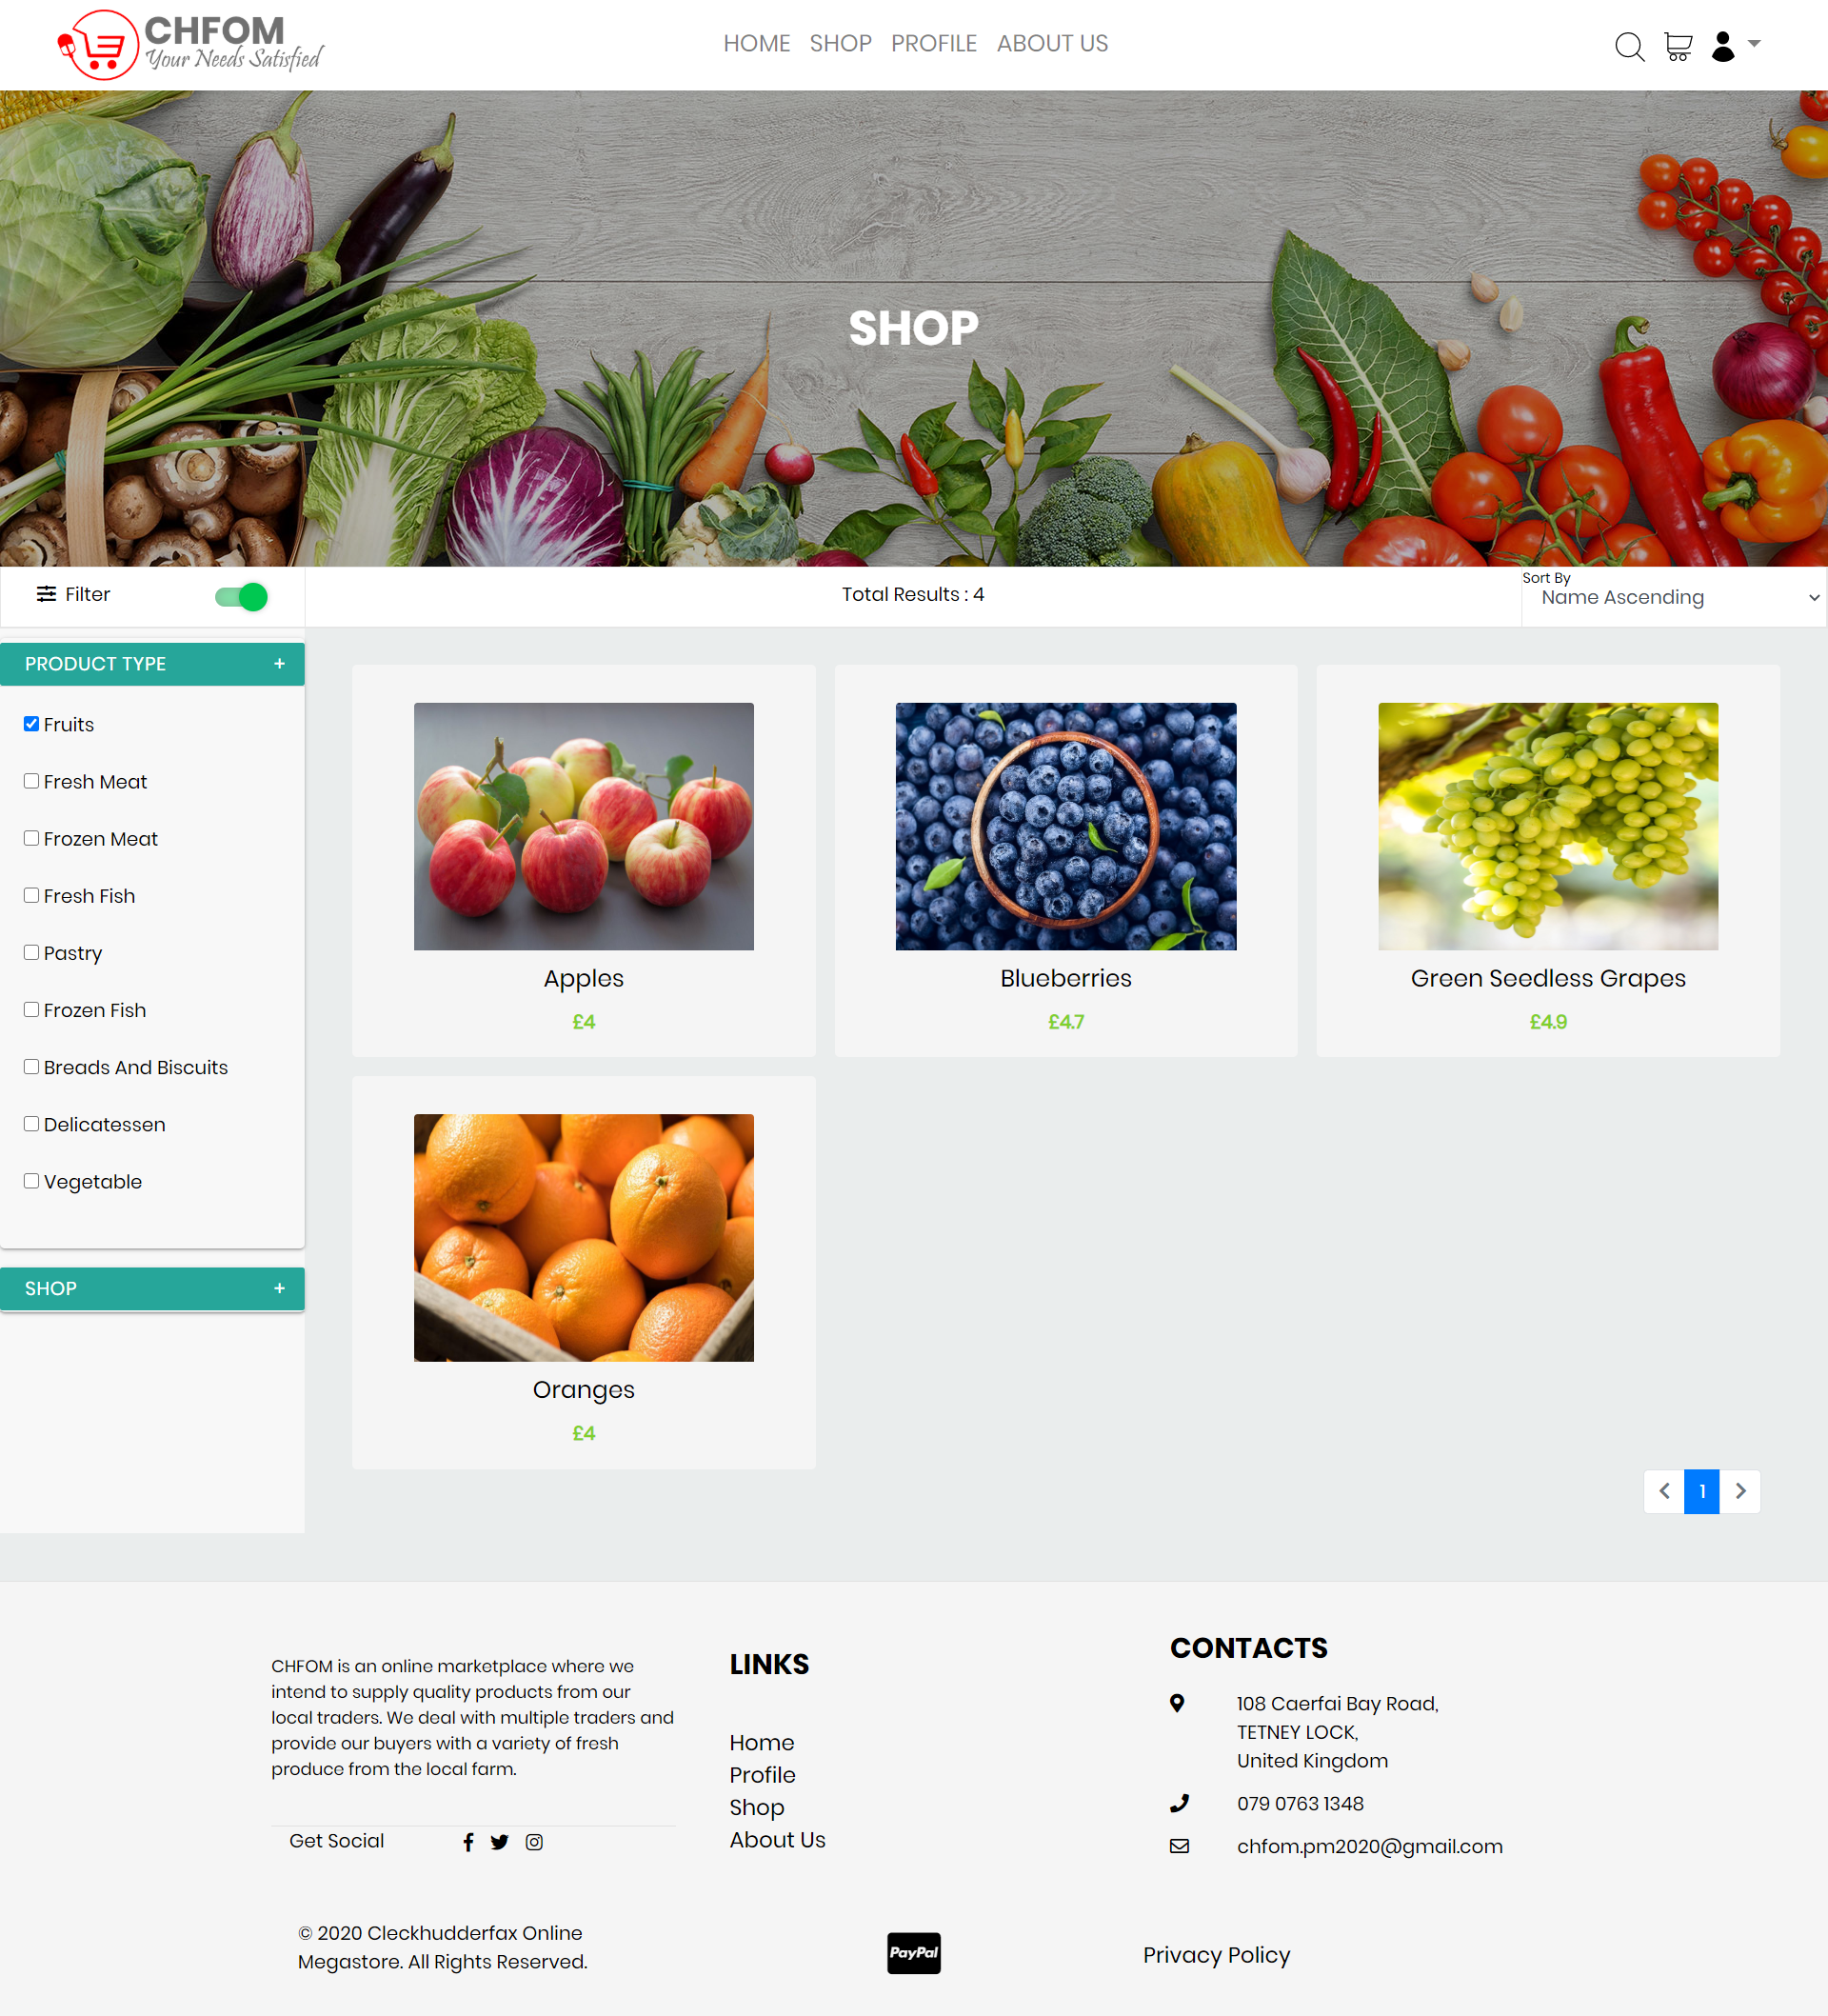 CHFOM
Your Needs Satisfied
HOME SHOP PROFILE ABOUT US
SHOP
Filter
Total Results : 4
Sort By
Name Ascending
PRODUCT TYPE +
Fruits
Fresh Meat
Frozen Meat
Fresh Fish
Pastry
Frozen Fish
Breads And Biscuits
Delicatessen
Vegetable
SHOP +
Apples
£4
Blueberries
£4.7
Green Seedless Grapes
£4.9
Oranges
£4
1
CHFOM is an online marketplace where we
intend to supply quality products from our
local traders. We deal with multiple traders and
provide our buyers with a variety of fresh
produce from the local farm.
Get Social
LINKS
Home
Profile
Shop
About Us
CONTACTS
108 Caerfai Bay Road,
TETNEY LOCK,
United Kingdom
079 0763 1348
chfom.pm2020@gmail.com
© 2020 Cleckhudderfax Online
Megastore. All Rights Reserved.
PayPal
Privacy Policy